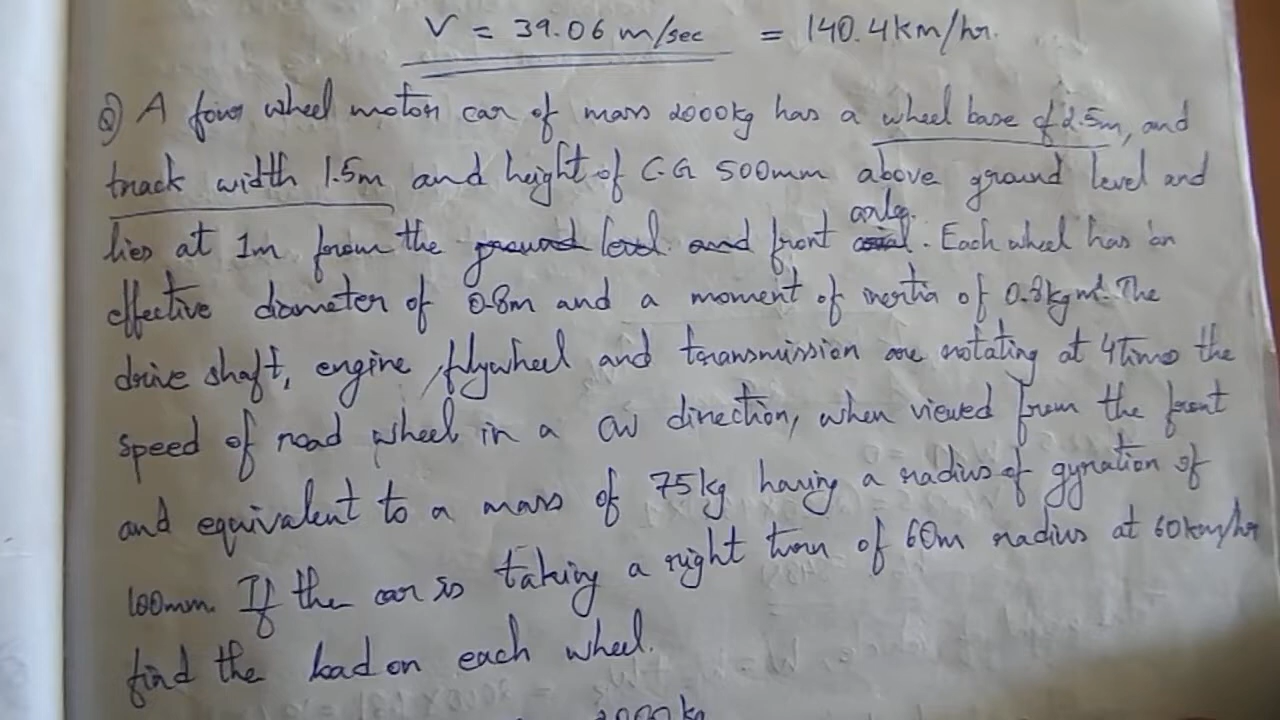 V = 39.06 m/sec = 140.4 km/hr.
Q) A four wheel motor car of mass 2000kg has a wheel base of 2.5m, and
track width 1.5m and height of C.G 500mm above ground level and
lies at 1m from the ground level and front axial axle. Each wheel has an
effective diameter of 0.8m and a moment of inertia of 0.8kgm². The
drive shaft, engine, flywheel and transmission are rotating at 4 times the
speed of road wheel in a CW direction, when viewed from the front
and equivalent to a mass of 75kg having a radius of gyration of
100mm. If the car is taking a right turn of 60m radius at 60km/hr
find the load on each wheel.
2000kg